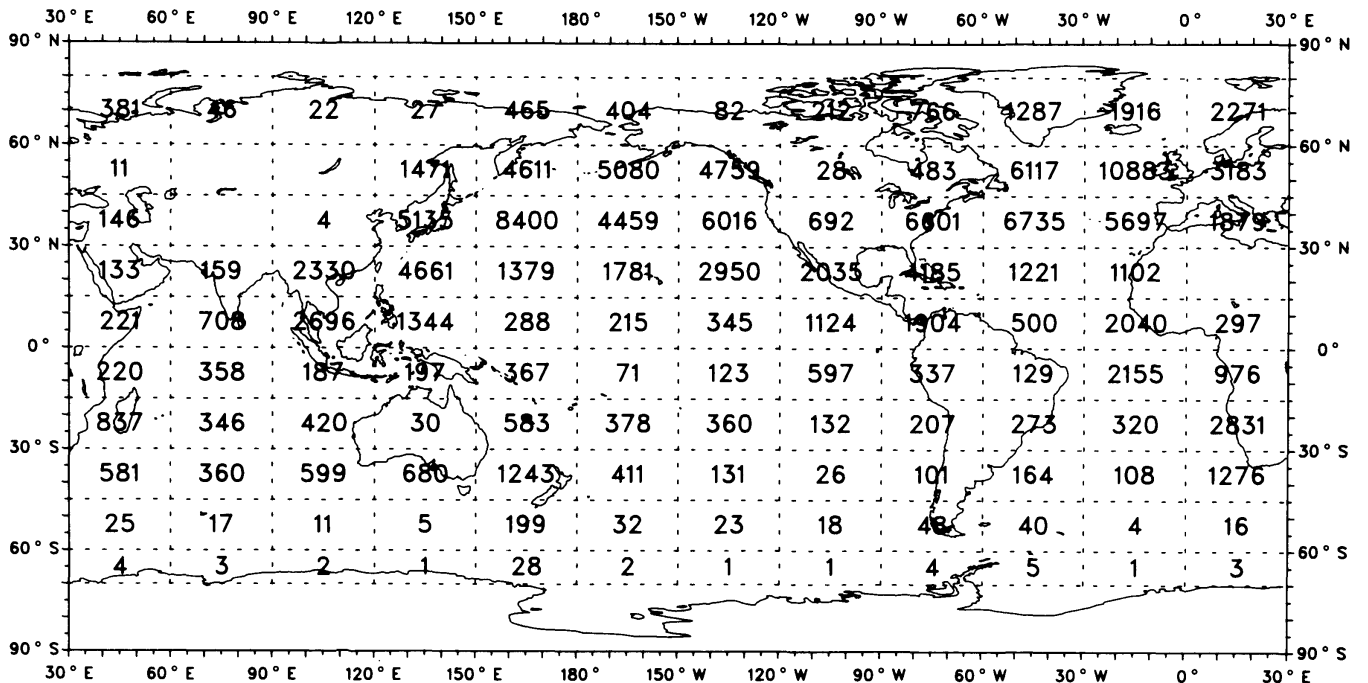 30° E 60° E 90° E 120° E 150° E 180° 150° W 120° W 90° W 60° W 30° W 0° 30° E
90° N 90° N
381 46 22 27 465 404 82 212 766 4287 1916 2271
60° N 60° N
11 1471 4611 5080 4759 28 483 6117 10883 3183
146 4 5135 8400 4459 6016 692 6601 6735 5697 1879
30° N 30° N
133 159 2330 4661 1379 1781 2950 2035 4185 1221 1102
221 708 2696 1344 288 215 345 1124 1904 500 2040 297
0° 0°
220 358 187 197 367 71 123 597 337 129 2155 976
837 346 420 30 583 378 360 132 207 273 320 2831
30° S 30° S
581 360 599 680 1243 411 131 26 101 164 108 1276
25 17 11 5 199 32 23 18 48 40 4 16
60° S 60° S
4 3 2 1 28 2 1 1 4 5 1 3
90° S 90° S
30° E 60° E 90° E 120° E 150° E 180° 150° W 120° W 90° W 60° W 30° W 0° 30° E